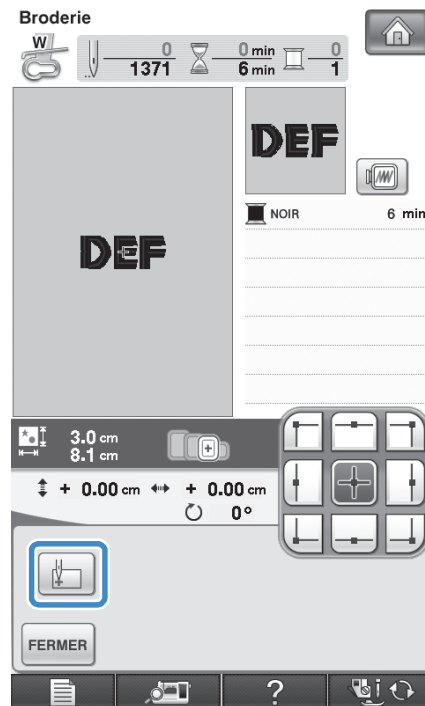 Broderie
W
0 0 min 0
1371 6 min 1
DEF
DEF
NOIR 6 min
3.0 cm
8.1 cm
+ 0.00 cm + 0.00 cm
0°
FERMER
?